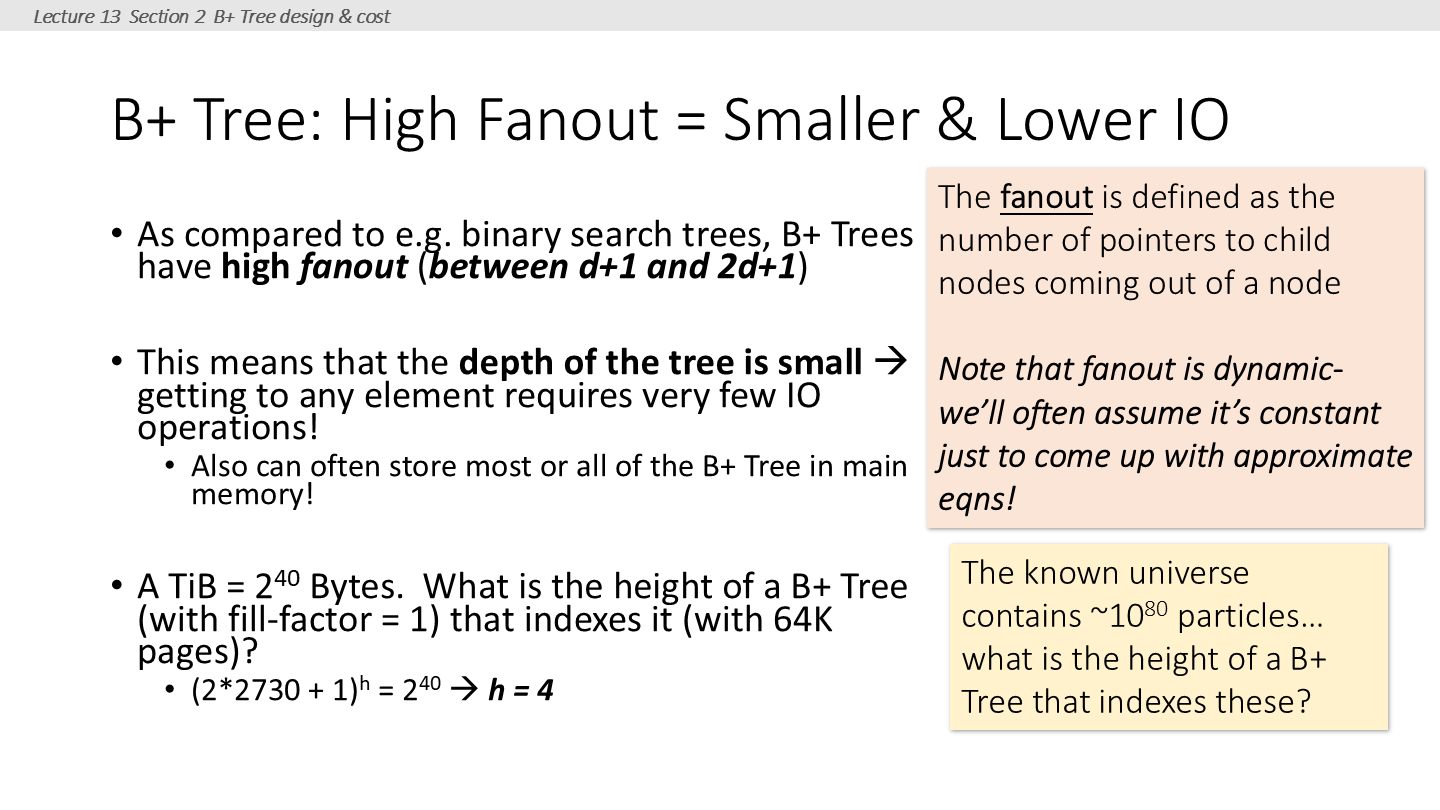 Lecture 13 Section 2 B+ Tree design & cost
B+ Tree: High Fanout = Smaller & Lower IO
• As compared to e.g. binary search trees, B+ Trees
have high fanout (between d+1 and 2d+1)
• This means that the depth of the tree is small →
getting to any element requires very few IO
operations!
• Also can often store most or all of the B+ Tree in main
memory!
• A TiB = 2⁴⁰ Bytes. What is the height of a B+ Tree
(with fill-factor = 1) that indexes it (with 64K
pages)?
• (2*2730 + 1)ʰ = 2⁴⁰ → h = 4
The fanout is defined as the
number of pointers to child
nodes coming out of a node
Note that fanout is dynamic-
we’ll often assume it’s constant
just to come up with approximate
eqns!
The known universe
contains ~10⁸⁰ particles…
what is the height of a B+
Tree that indexes these?